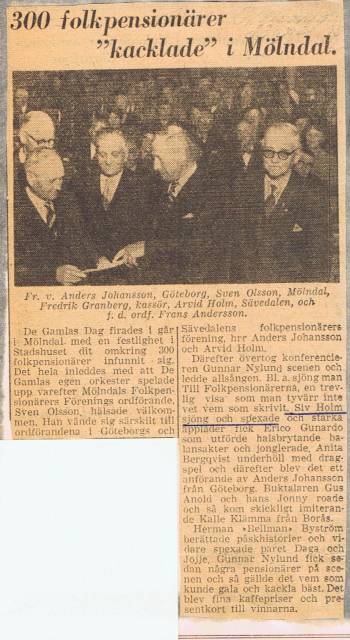 300 folkpensionärer
"kacklade" i Mölndal.
Fr. v. Anders Johansson, Göteborg, Sven Olsson, Mölndal,
Fredrik Granberg, kassör, Arvid Holm, Sävedalen, och
f. d. ordf. Frans Andersson.
De Gamlas Dag firades i går
i Mölndal med en festlighet i
Stadshuset dit omkring 300
folkpensionärer infunnit sig.
Det hela inleddes med att De
Gamlas egen orkester spelade
upp, varefter Mölndals Folkpen-
sionärers Förenings ordförande,
Sven Olsson, hälsade välkom-
men. Han vände sig särskilt till
ordförandena i Göteborgs och
Sävedalens folkpensionärers
förening, hrr Anders Johansson
och Arvid Holm.
Därefter övertog konferencie-
ren Gunnar Nylund scenen och
ledde allsången. Bl. a. sjöng man
Till Folkpensionärerna, en trev-
lig visa som man tyvärr inte
vet vem som skrivit. Siv Holm
sjöng och spexade och starka
applåder fick Erico Gunardo
som utförde halsbrytande ba-
lansakter och jonglerade. Anita
Bergqvist underhöll med drag-
spel och därefter blev det ett
anförande av Anders Johansson
från Göteborg. Buktalaren Gus
Anold och hans Jonny roade
och så kom skickligt imiteran-
de Kalle Klämma från Borås.
Herman »Bellman» Byström
berättade påskhistorier och vi-
dare spexade paret Daga och
Jojje. Gunnar Nylund fick se-
dan några pensionärer på sce-
nen och så gällde det vem som
kunde gala och kackla bäst. Det
blev fina kaffepriser och pre-
sentkort till vinnarna.